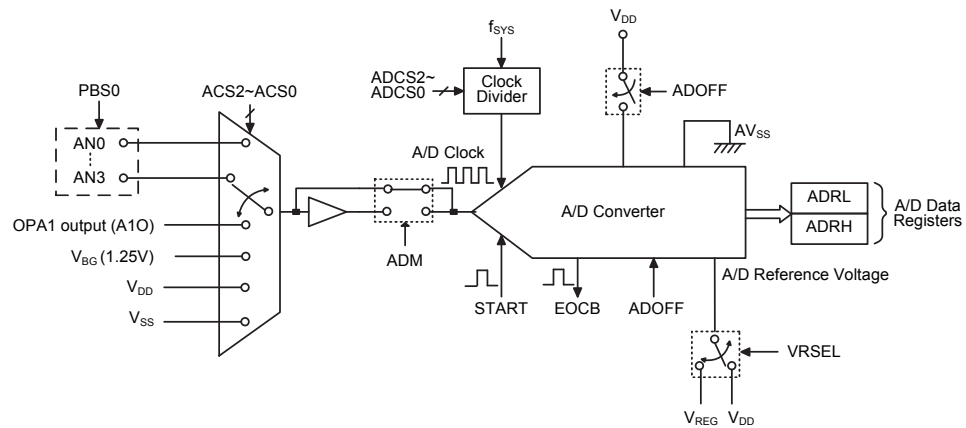 fSYS
VDD
PBS0
ACS2~ACS0
ADCS2~
ADCS0
Clock
Divider
ADOFF
AN0
AN3
A/D Clock
AVSS
A/D Converter
ADRL
ADRH
A/D Data
Registers
OPA1 output (A1O)
VBG (1.25V)
VDD
VSS
ADM
START
EOCB
ADOFF
A/D Reference Voltage
VRSEL
VREG
VDD